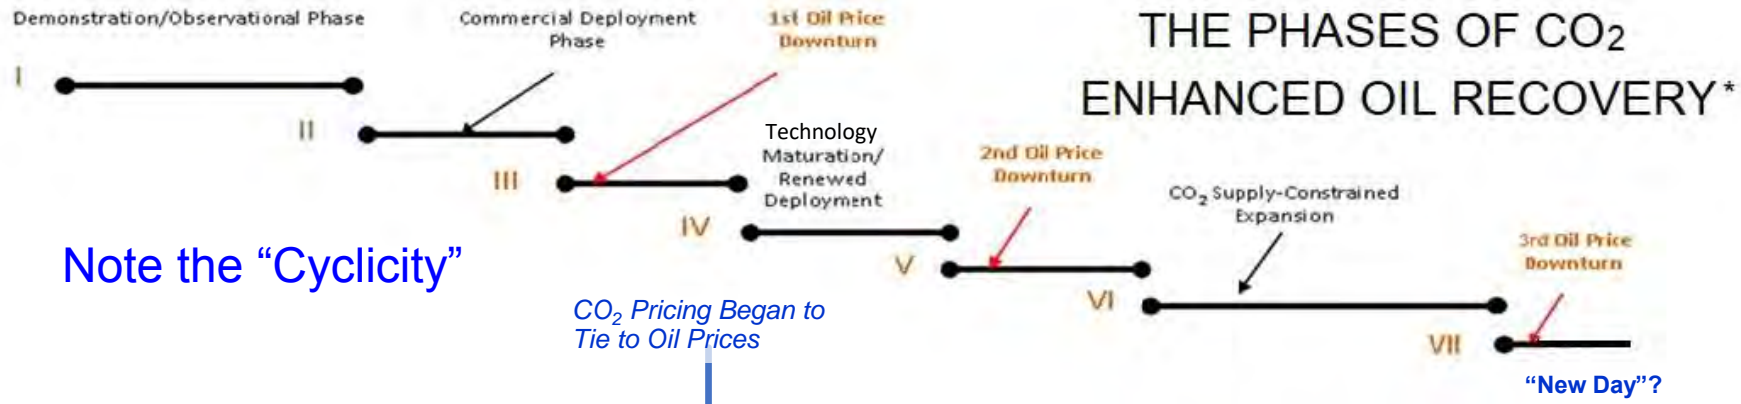 Demonstration/Observational Phase
Commercial Deployment
Phase
1st Oil Price
Downturn
THE PHASES OF CO2
ENHANCED OIL RECOVERY*
I
II
III
Technology
Maturation/
Renewed
Deployment
IV
2nd Oil Price
Downturn
V
CO2 Supply-Constrained
Expansion
VI
3rd Oil Price
Downturn
VII
Note the “Cyclicity”
CO2 Pricing Began to
Tie to Oil Prices
“New Day”?